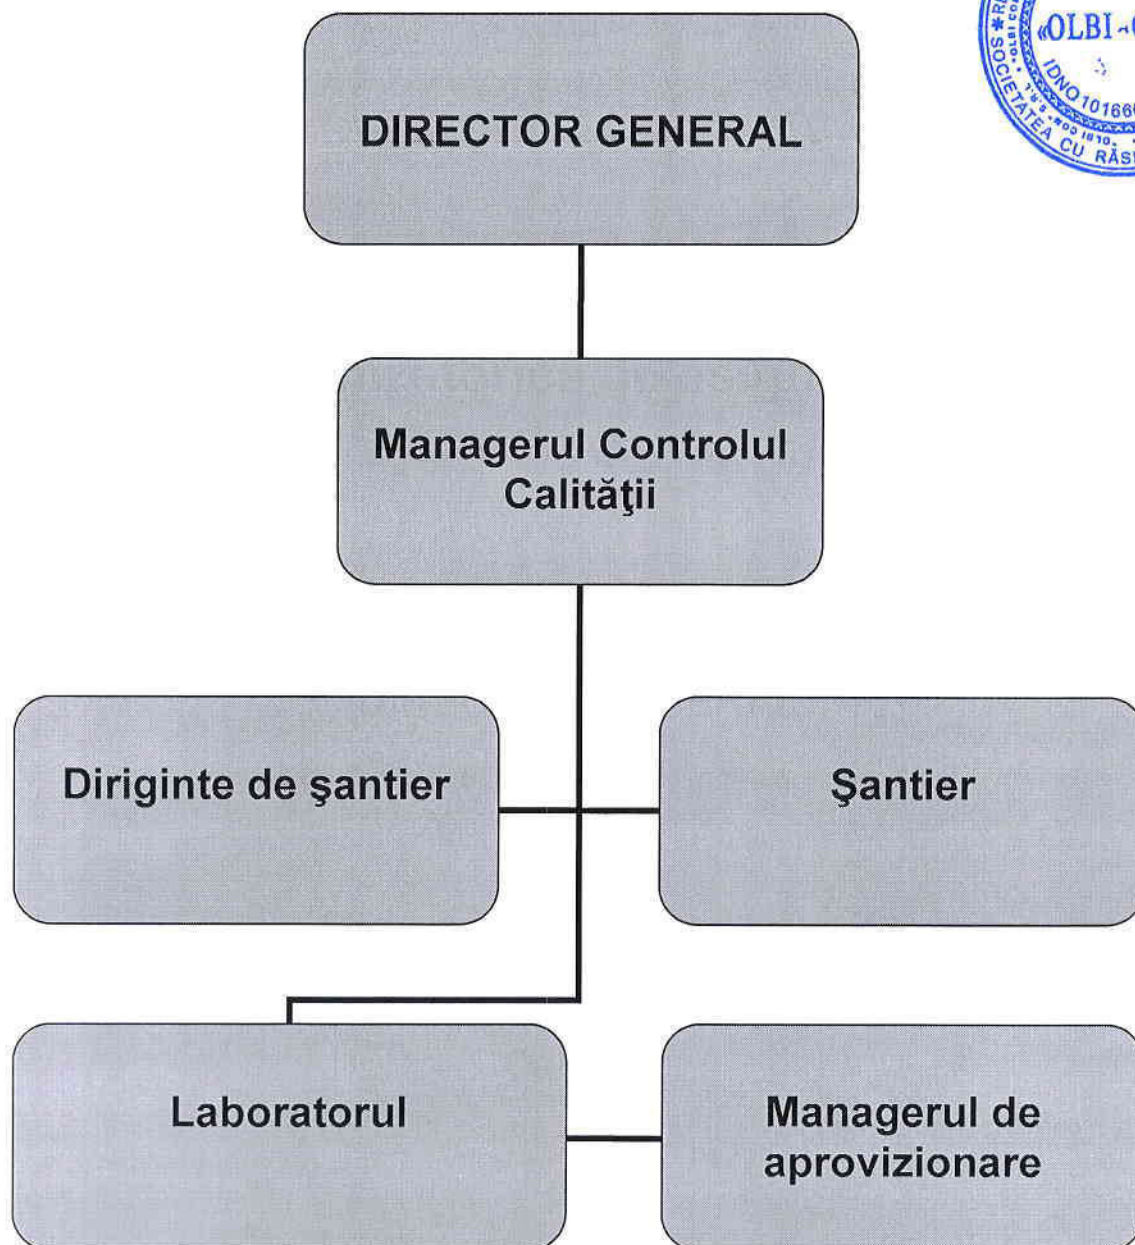 DIRECTOR GENERAL
«OLBI
IDNO 10166
SOCIETATEA CU RĂS
Managerul Controlul
Calităţii
Diriginte de şantier
Şantier
Laboratorul
Managerul de
aprovizionare